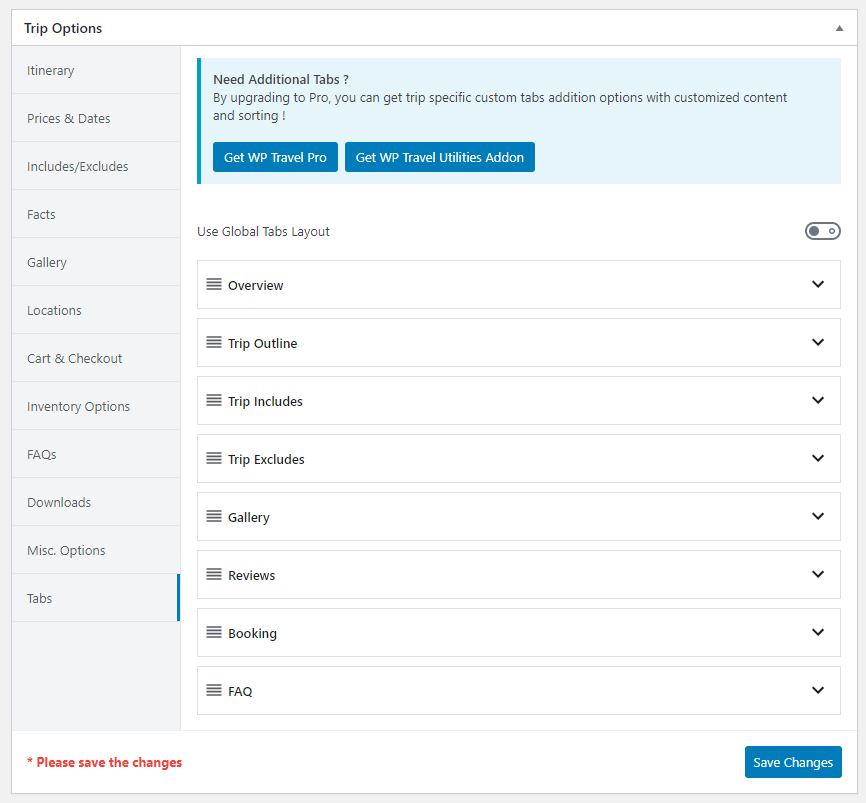 Trip Options
Itinerary
Prices & Dates
Includes/Excludes
Facts
Gallery
Locations
Cart & Checkout
Inventory Options
FAQs
Downloads
Misc. Options
Tabs
Need Additional Tabs ?
By upgrading to Pro, you can get trip specific custom tabs addition options with customized content
and sorting !
Get WP Travel Pro
Get WP Travel Utilities Addon
Use Global Tabs Layout
Overview
Trip Outline
Trip Includes
Trip Excludes
Gallery
Reviews
Booking
FAQ
* Please save the changes
Save Changes